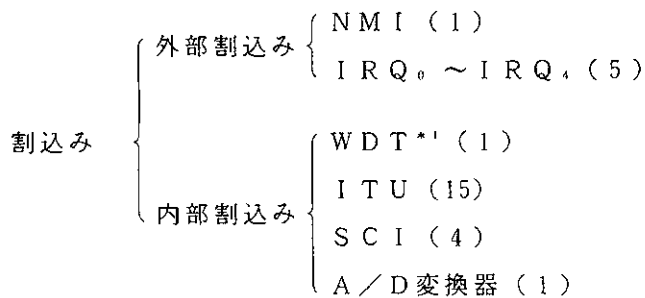 割込み
外部割込み
NMI(1)
IRQ₀~IRQ₄(5)
内部割込み
WDT*¹(1)
ITU(15)
SCI(4)
A/D変換器(1)